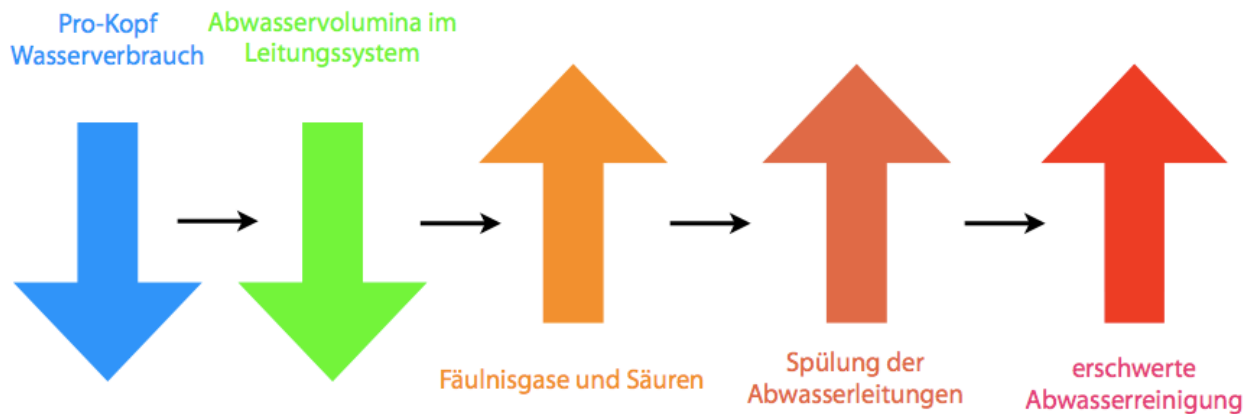 Pro-Kopf
Wasserverbrauch
Abwasservolumina im
Leitungssystem
Fäulnisgase und Säuren
Spülung der
Abwasserleitungen
erschwerte
Abwasserreinigung